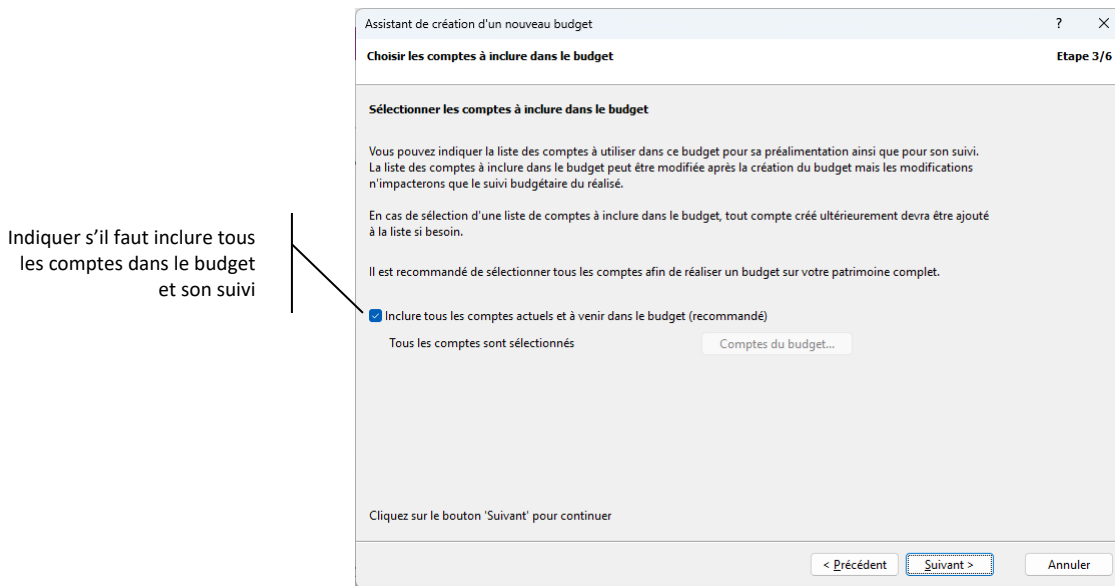 Assistant de création d'un nouveau budget
?
Choisir les comptes à inclure dans le budget
Etape 3/6
Sélectionner les comptes à inclure dans le budget
Vous pouvez indiquer la liste des comptes à utiliser dans ce budget pour sa préalimentation ainsi que pour son suivi.
La liste des comptes à inclure dans le budget peut être modifiée après la création du budget mais les modifications
n'impacterons que le suivi budgétaire du réalisé.
En cas de sélection d'une liste de comptes à inclure dans le budget, tout compte créé ultérieurement devra être ajouté
à la liste si besoin.
Il est recommandé de sélectionner tous les comptes afin de réaliser un budget sur votre patrimoine complet.
Indiquer s’il faut inclure tous
les comptes dans le budget
et son suivi
Inclure tous les comptes actuels et à venir dans le budget (recommandé)
Tous les comptes sont sélectionnés
Comptes du budget...
Cliquez sur le bouton 'Suivant' pour continuer
< Précédent
Suivant >
Annuler